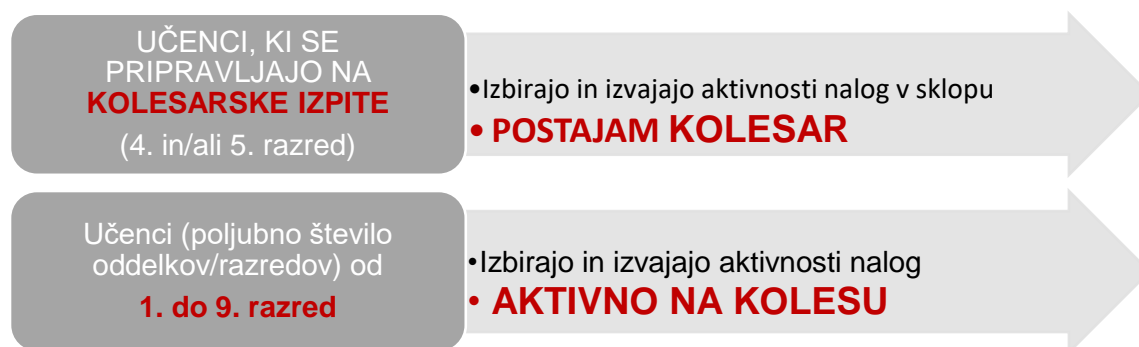 UČENCI, KI SE
PRIPRAVLJAJO NA
KOLESARSKE IZPITE
(4. in/ali 5. razred)
•Izbirajo in izvajajo aktivnosti nalog v sklopu
• POSTAJAM KOLESAR
Učenci (poljubno število
oddelkov/razredov) od
1. do 9. razred
•Izbirajo in izvajajo aktivnosti nalog
• AKTIVNO NA KOLESU